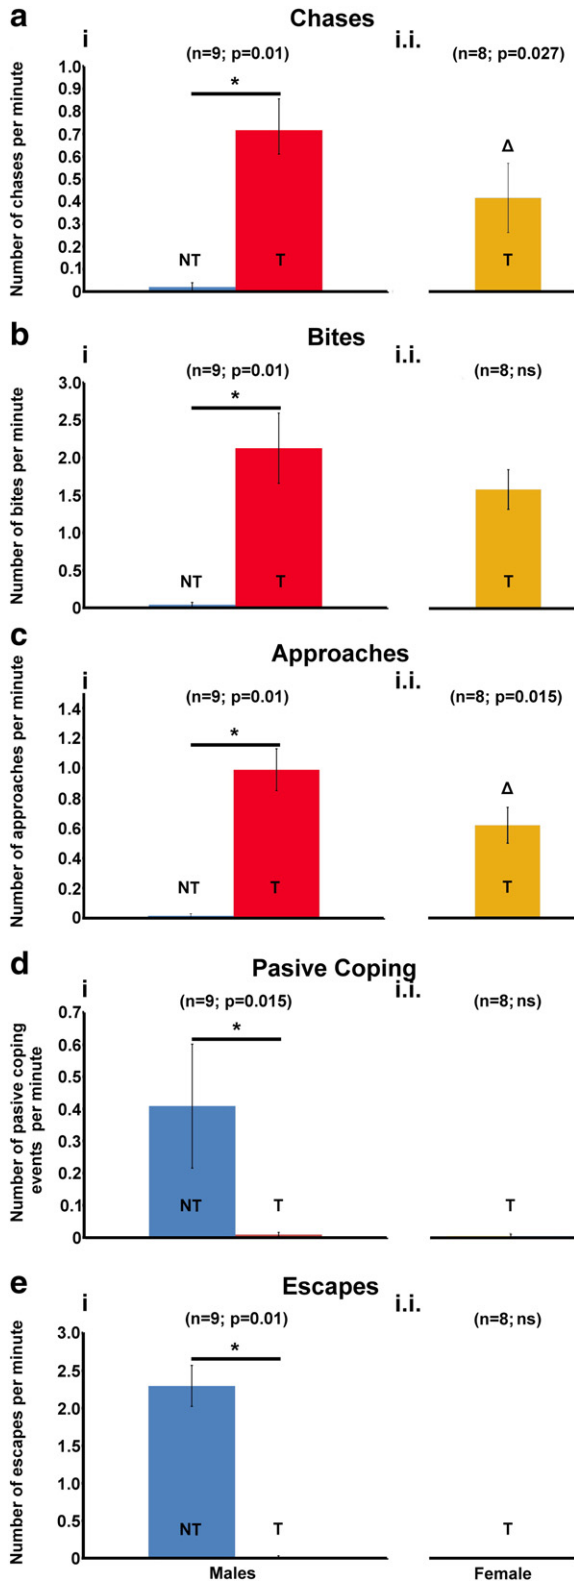 a Chases
i i.i.
(n=9; p=0.01) (n=8; p=0.027)
Number of chases per minute
1.0
0.9
0.8
0.7
0.6
0.5
0.4
0.3
0.2
0.1
0
*
NT T
Δ
T
b Bites
i i.i.
(n=9; p=0.01) (n=8; ns)
Number of bites per minute
3.0
2.5
2.0
1.5
1.0
0.5
0
*
NT T
T
c Approaches
i i.i.
(n=9; p=0.01) (n=8; p=0.015)
Number of approaches per minute
1.4
1.2
1.0
0.8
0.6
0.4
0.2
0
*
NT T
Δ
T
d Pasive Coping
i i.i.
(n=9; p=0.015) (n=8; ns)
Number of pasive coping
events per minute
0.7
0.6
0.5
0.4
0.3
0.2
0.1
0
*
NT T
T
e Escapes
i i.i.
(n=9; p=0.01) (n=8; ns)
Number of escapes per minute
3.0
2.5
2.0
1.5
1.0
0.5
0
*
NT T
T
Males Female